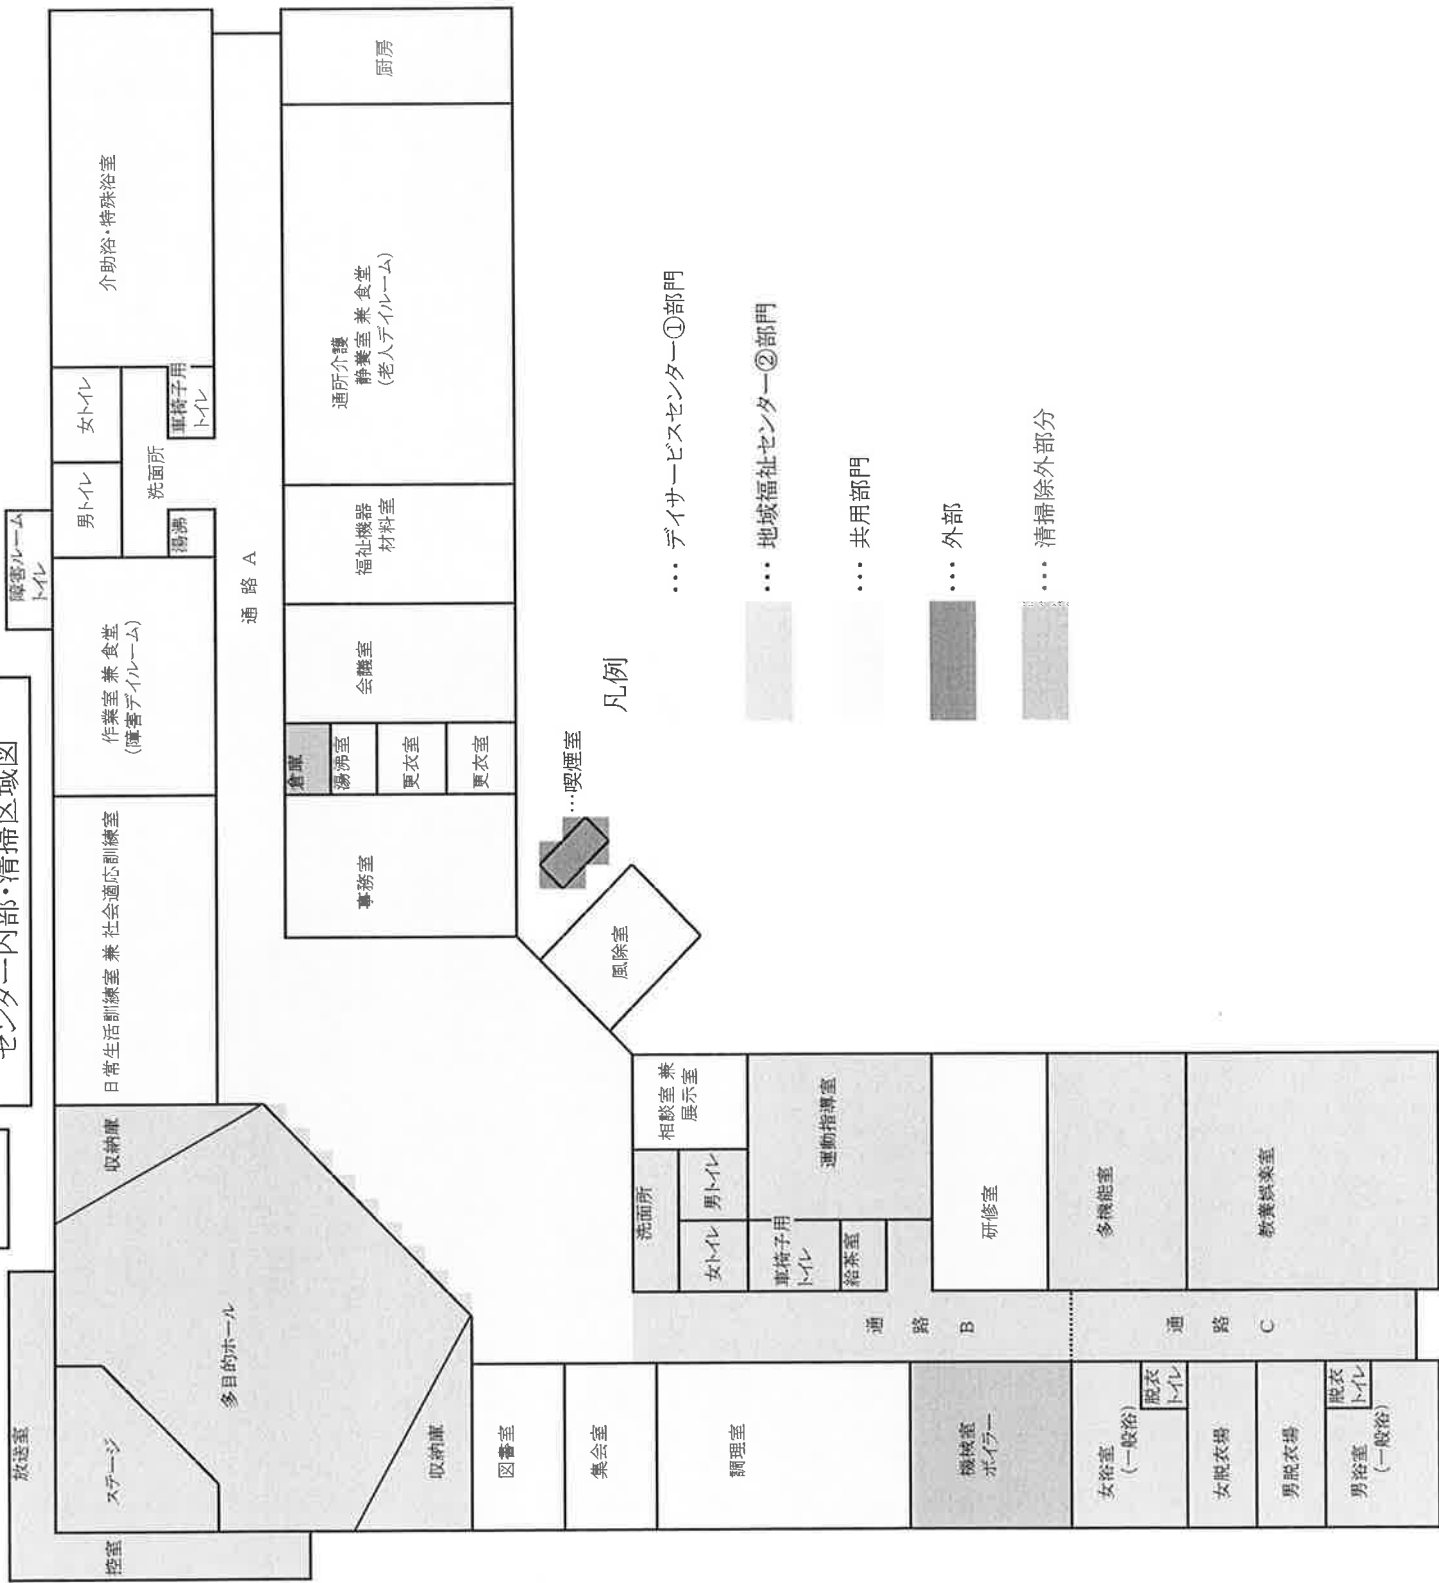 センター内部・清掃区域図
障害ルーム
トイレ
放送室
控室
ステージ
多目的ホール
収納庫
収納庫
日常生活訓練室 兼 社会適応訓練室
作業室 兼 食堂
(障害デイルーム)
男トイレ
女トイレ
洗面所
湯沸
車椅子用
トイレ
介助浴・特殊浴室
通 路 A
事務室
倉庫
湯沸室
更衣室
更衣室
会議室
福祉機器
材料室
通所介護
静養室 兼 食堂
(老人デイルーム)
厨房
図書室
集会室
調理室
機械室
ボイラー
女浴室
(一般浴)
脱衣
トイレ
女脱衣場
男脱衣場
男浴室
(一般浴)
脱衣
トイレ
通 路 B
通 路 C
洗面所
女トイレ
男トイレ
車椅子用
トイレ
給茶室
相談室 兼
展示室
運動指導室
研修室
多機能室
教養娯楽室
風除室
…喫煙室
凡例
… デイサービスセンター①部門
… 地域福祉センター②部門
… 共用部門
… 外部
… 清掃除外部分